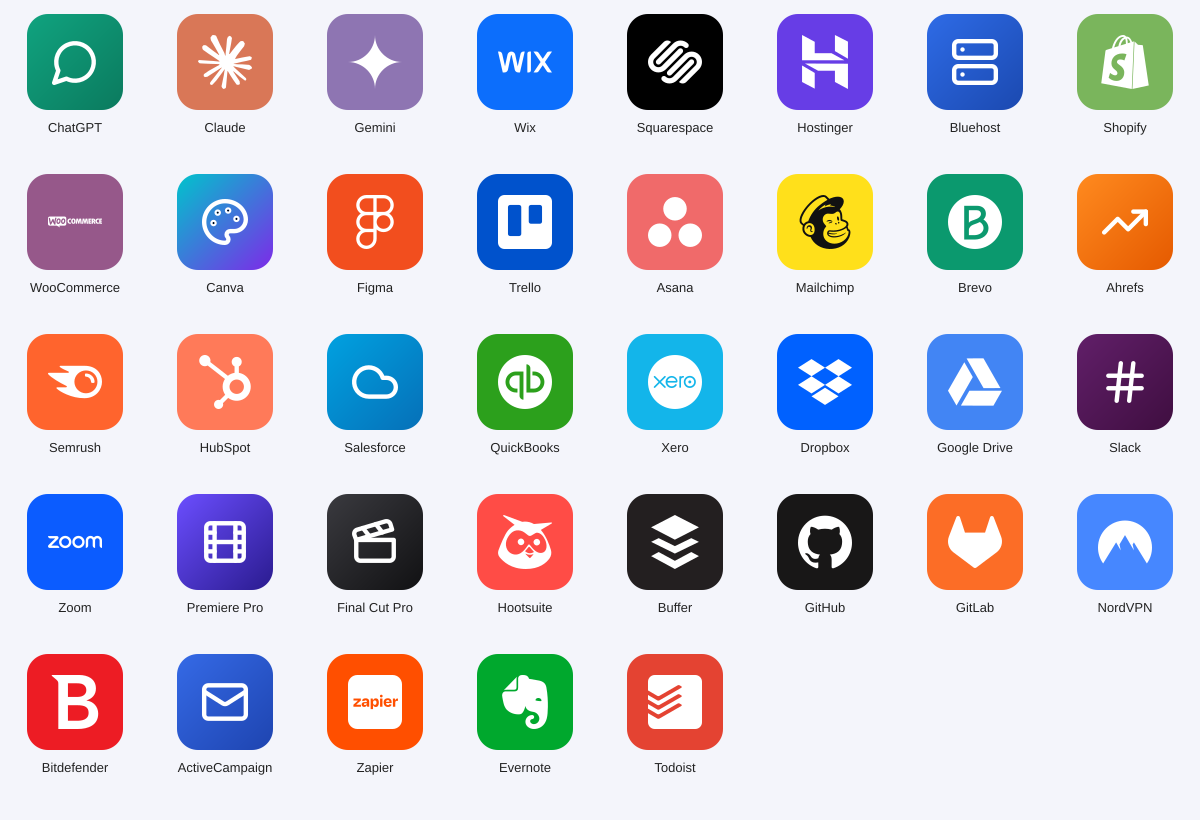 ChatGPT
Claude
Gemini
WiX
Wix
Squarespace
Hostinger
Bluehost
S
Shopify
WOO COMMERCE
WooCommerce
Canva
Figma
Trello
Asana
Mailchimp
B
Brevo
Ahrefs
Semrush
HubSpot
Salesforce
qb
QuickBooks
xero
Xero
Dropbox
Google Drive
#
Slack
zoom
Zoom
Premiere Pro
Final Cut Pro
Hootsuite
Buffer
GitHub
GitLab
NordVPN
B
Bitdefender
ActiveCampaign
zapier
Zapier
Evernote
Todoist